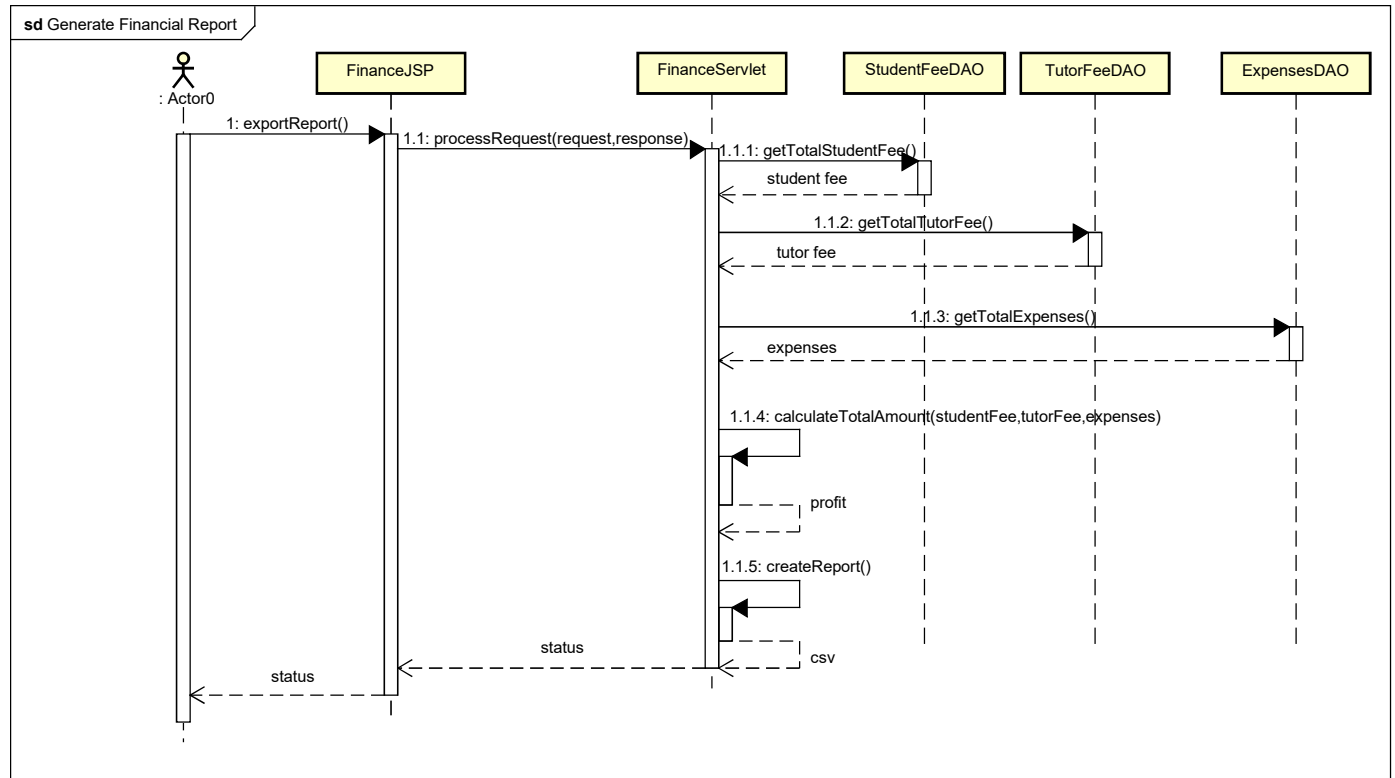 sd Generate Financial Report
FinanceJSP
FinanceServlet
StudentFeeDAO
TutorFeeDAO
ExpensesDAO
: Actor0
1: exportReport()
1.1: processRequest(request,response)
1.1.1: getTotalStudentFee()
student fee
1.1.2: getTotalTutorFee()
tutor fee
1.1.3: getTotalExpenses()
expenses
1.1.4: calculateTotalAmount(studentFee,tutorFee,expenses)
profit
1.1.5: createReport()
status
csv
status